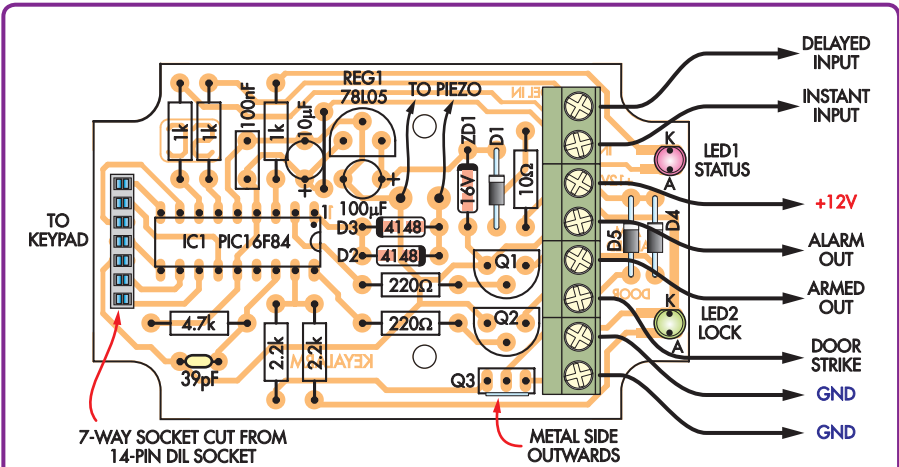 DELAYED
INPUT
INSTANT
INPUT
LED1
STATUS
K
A
+12V
ALARM
OUT
ARMED
OUT
LED2
LOCK
K
A
DOOR
STRIKE
GND
GND
REG1
78L05
TO PIEZO
1k
1k
100nF
1k
10µF
+
100µF
+
ZD1
16V
D1
10Ω
TO
KEYPAD
IC1 PIC16F84
1
D3
4148
D2
4148
220Ω
220Ω
Q1
Q2
Q3
D5
D4
4.7k
39pF
2.2k
2.2k
KEYALARM
DOOR
7-WAY SOCKET CUT FROM
14-PIN DIL SOCKET
METAL SIDE
OUTWARDS